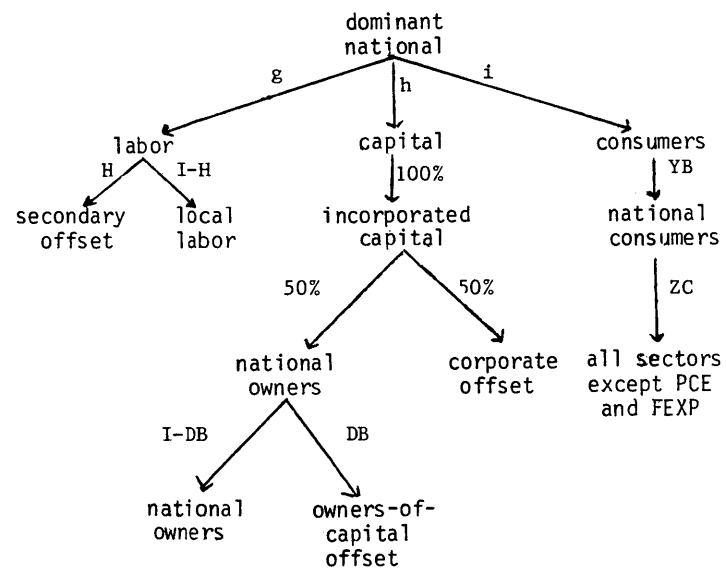 dominant
national
g
h
i
labor
capital
consumers
H
I-H
100%
YB
secondary
offset
local
labor
incorporated
capital
national
consumers
50%
50%
ZC
national
owners
corporate
offset
all sectors
except PCE
and FEXP
I-DB
DB
national
owners
owners-of-
capital
offset